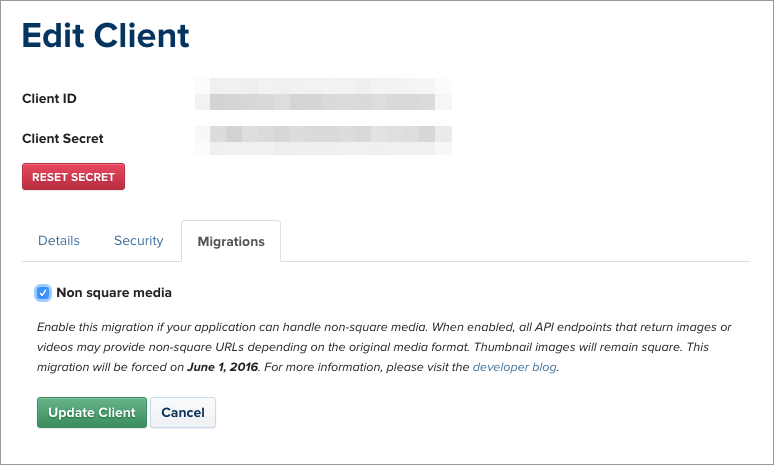 Edit Client
Client ID
Client Secret
RESET SECRET
Details Security Migrations
Non square media
Enable this migration if your application can handle non-square media. When enabled, all API endpoints that return images or
videos may provide non-square URLs depending on the original media format. Thumbnail images will remain square. This
migration will be forced on June 1, 2016. For more information, please visit the developer blog.
Update Client Cancel